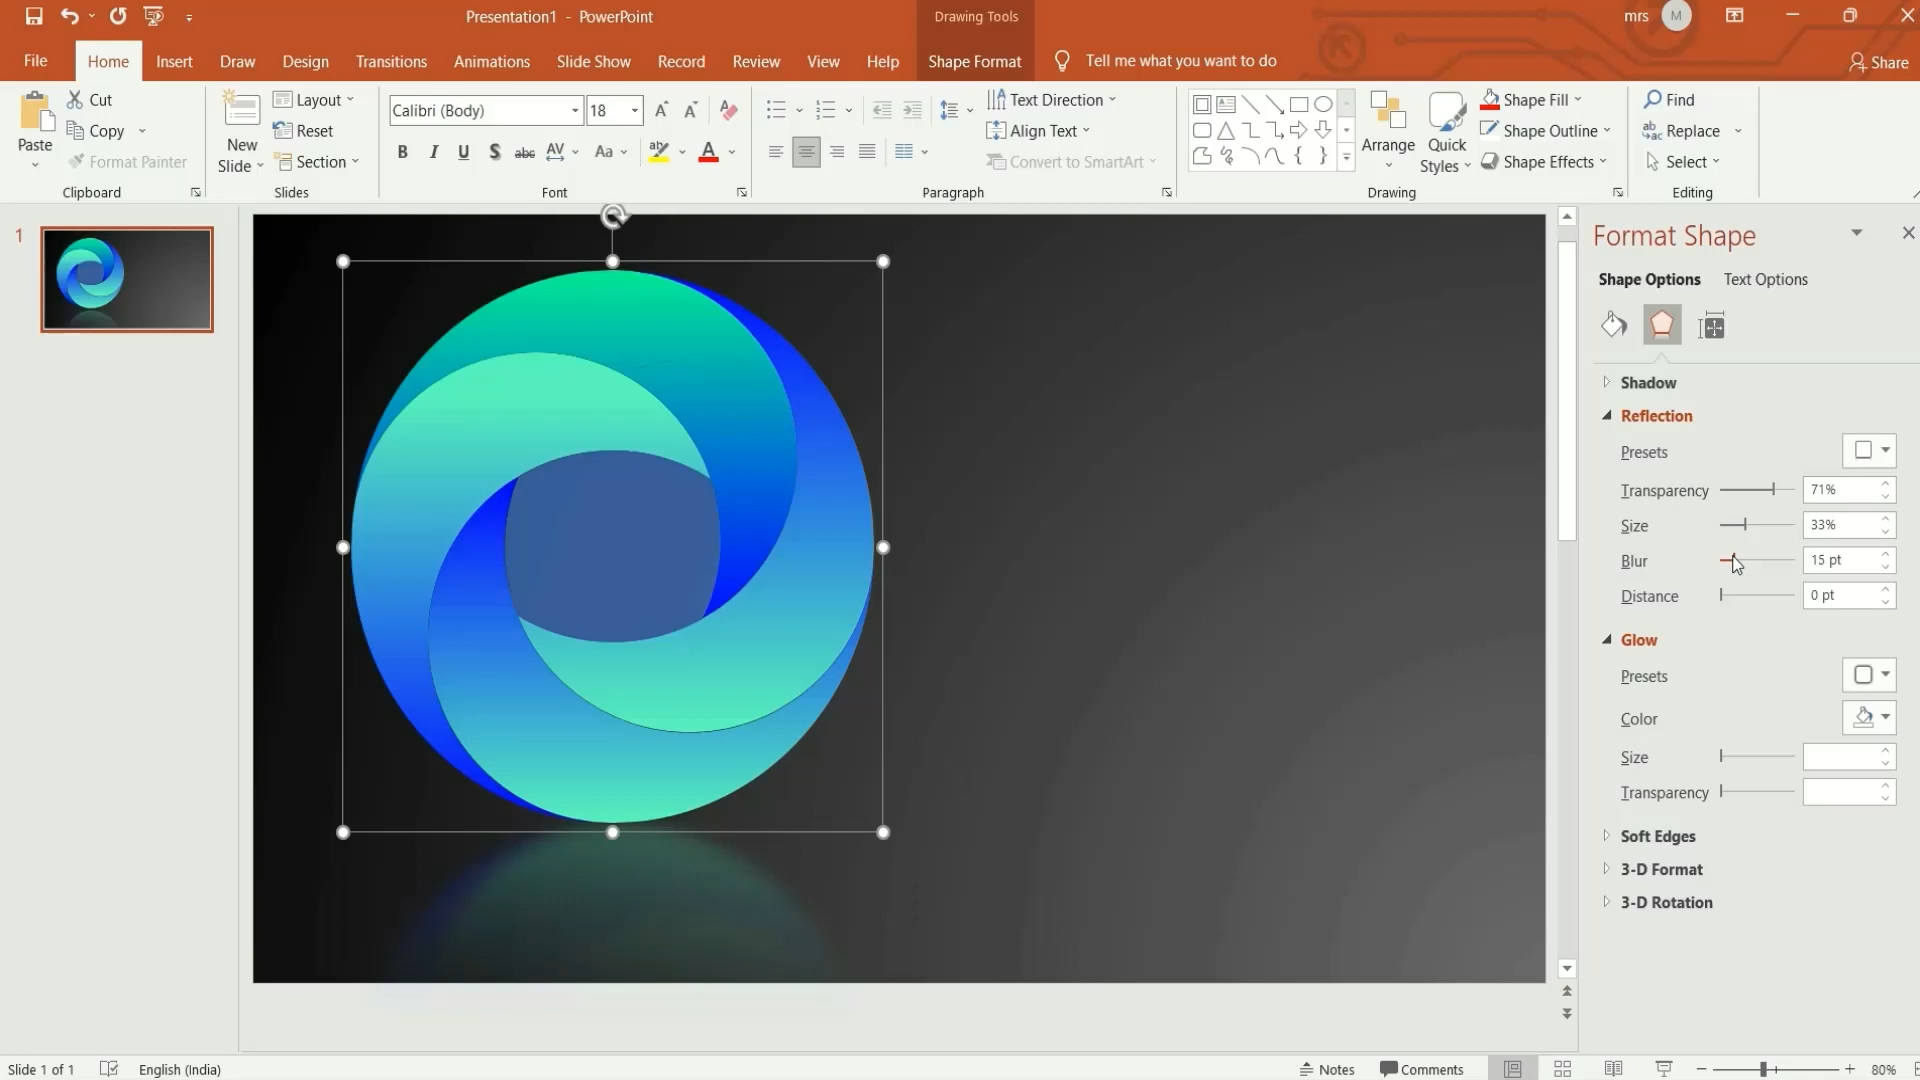 Presentation1 - PowerPoint
Drawing Tools
mrs
M
File
Home
Insert
Draw
Design
Transitions
Animations
Slide Show
Record
Review
View
Help
Shape Format
Tell me what you want to do
Share
Paste
Cut
Copy
Format Painter
Clipboard
New
Slide
Layout
Reset
Section
Slides
Calibri (Body)
18
B I U S abc AV Aa A
Font
Text Direction
Align Text
Convert to SmartArt
Paragraph
Arrange
Quick
Styles
Shape Fill
Shape Outline
Shape Effects
Drawing
Find
Replace
Select
Editing
1
Format Shape
Shape Options
Text Options
Shadow
Reflection
Presets
Transparency 71%
Size 33%
Blur 15 pt
Distance 0 pt
Glow
Presets
Color
Size
Transparency
Soft Edges
3-D Format
3-D Rotation
Slide 1 of 1
English (India)
Notes
Comments
80%